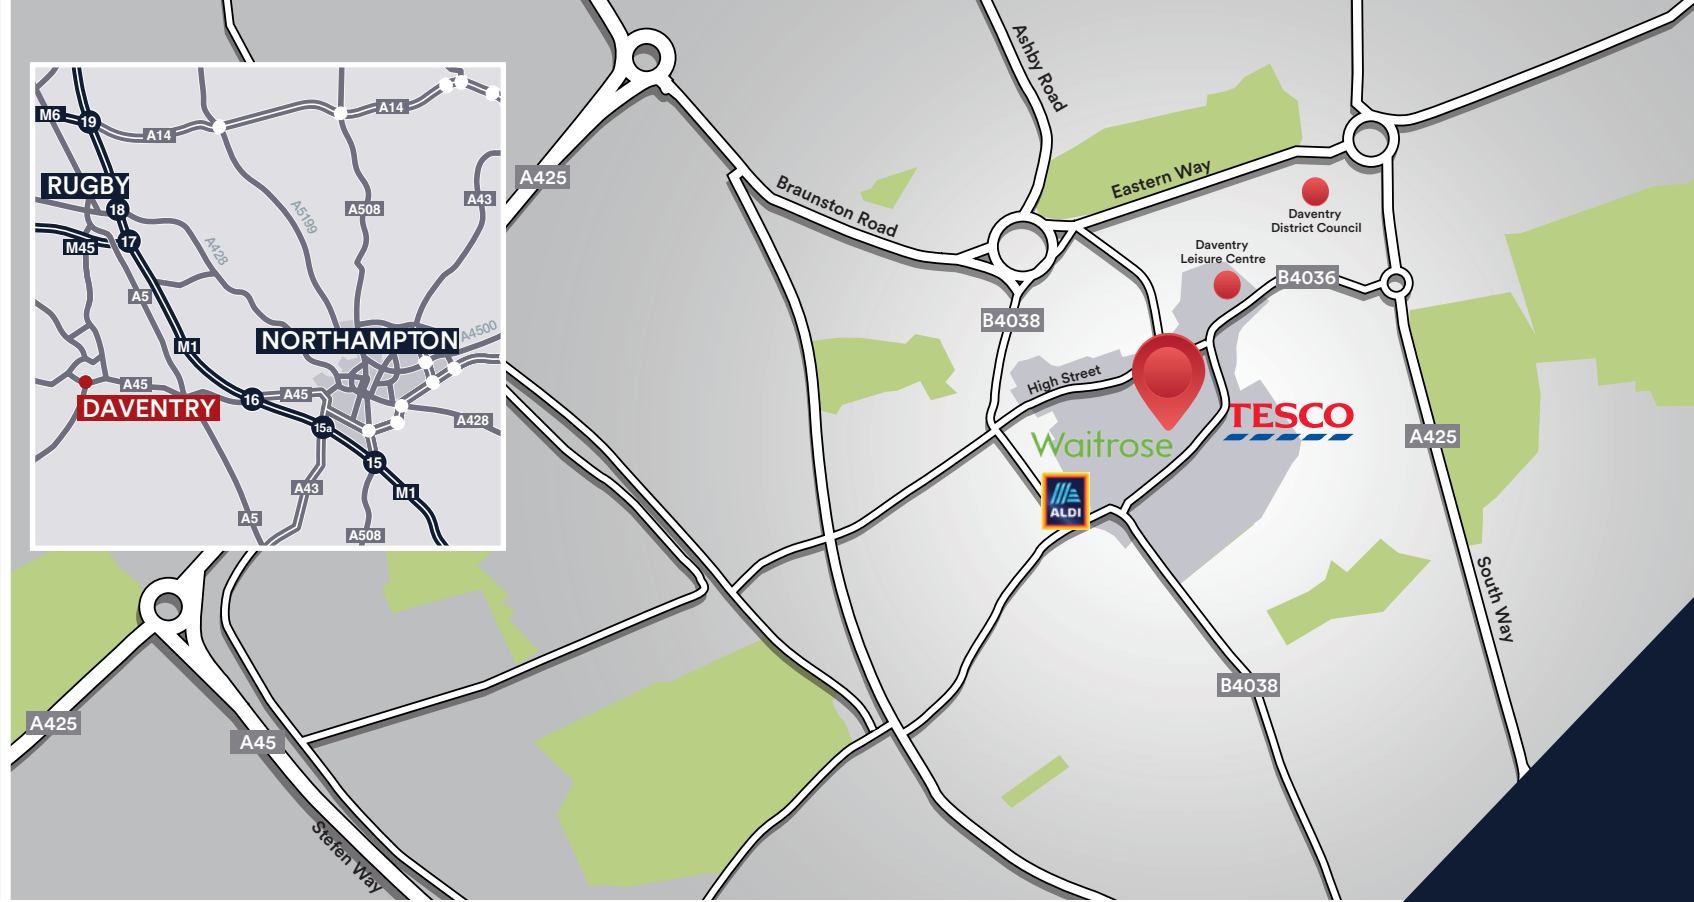 M6
19
A14
A14
RUGBY
18
17
M45
A5199
A428
A508
A43
A5
M1
NORTHAMPTON
A4500
A45
DAVENTRY
16
A45
15a
A428
15
A43
M1
A5
A508
A425
Ashby Road
Braunston Road
Eastern Way
Daventry
District Council
Daventry
Leisure Centre
B4036
B4038
High Street
TESCO
Waitrose
ALDI
A425
South Way
B4038
A425
A45
Stefen Way